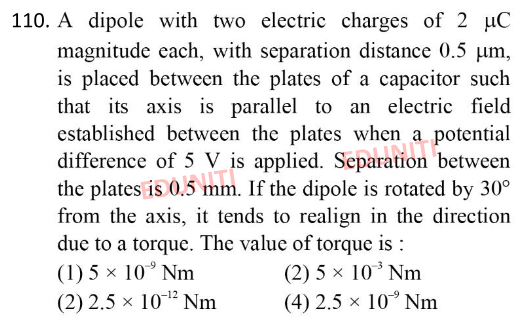 110. A dipole with two electric charges of 2 μC
magnitude each, with separation distance 0.5 μm,
is placed between the plates of a capacitor such
that its axis is parallel to an electric field
established between the plates when a potential
difference of 5 V is applied. Separation between
the plates is 0.5 mm. If the dipole is rotated by 30°
from the axis, it tends to realign in the direction
due to a torque. The value of torque is :
(1) 5 × 10⁻⁹ Nm (2) 5 × 10⁻³ Nm
(2) 2.5 × 10⁻¹² Nm (4) 2.5 × 10⁻⁹ Nm
EDUNITI
EDUNITI